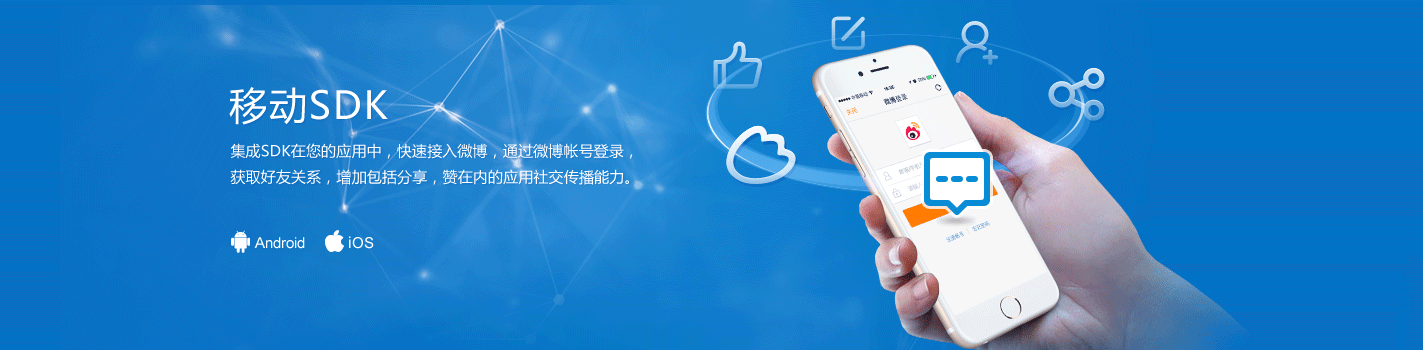 移动SDK
集成SDK在您的应用中，快速接入微博，通过微博帐号登录，
获取好友关系，增加包括分享，赞在内的应用社交传播能力。
Android
iOS
微博登录